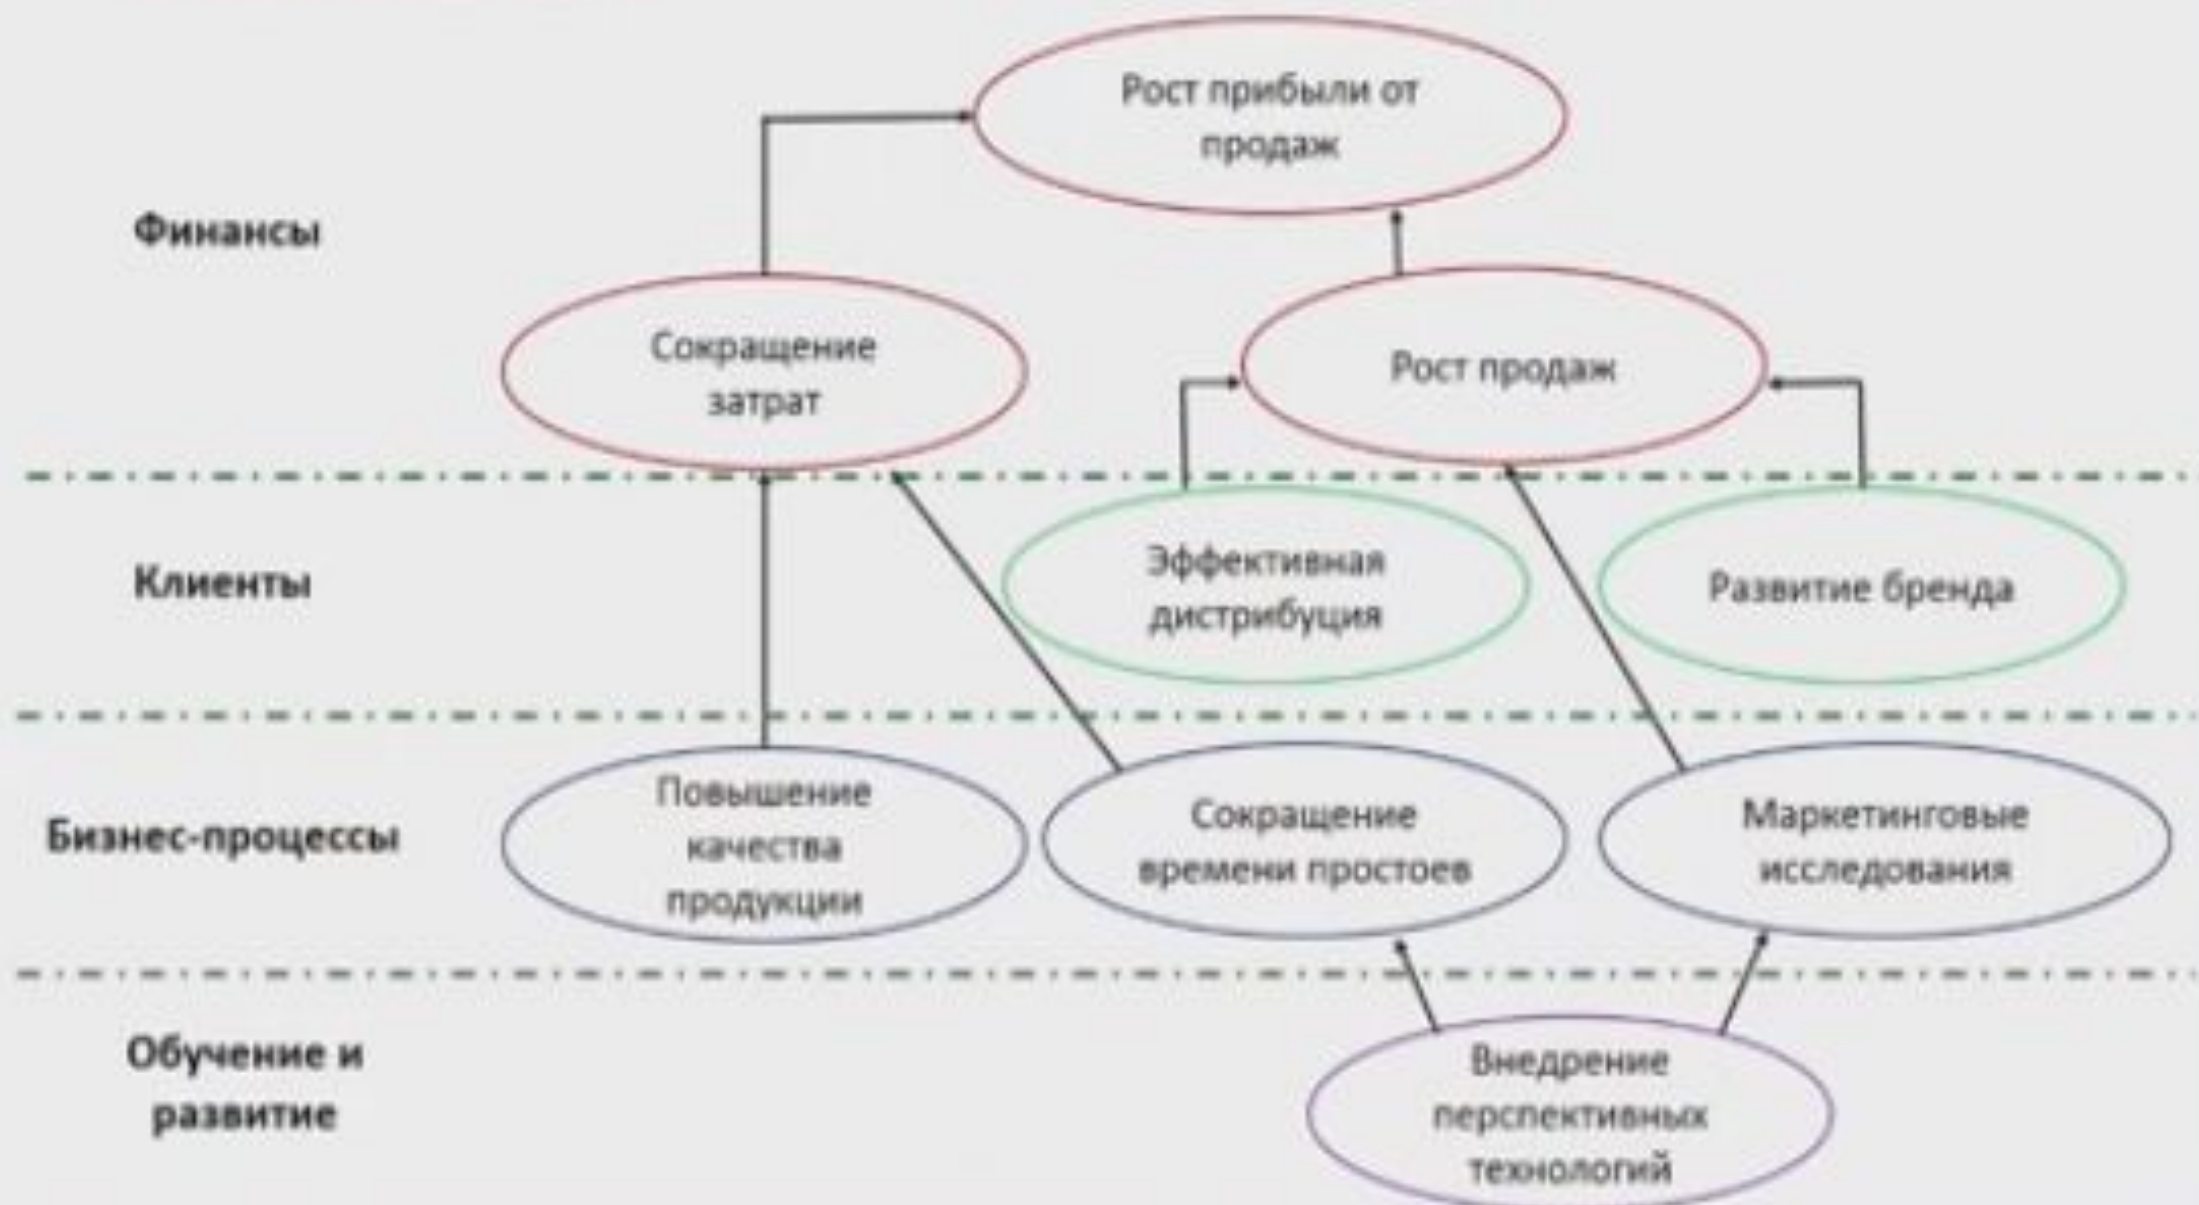 Рост прибыли от
продаж
Финансы
Сокращение
затрат
Рост продаж
Клиенты
Эффективная
дистрибуция
Развитие бренда
Бизнес-процессы
Повышение
качества
продукции
Сокращение
времени простоев
Маркетинговые
исследования
Обучение и
развитие
Внедрение
перспективных
технологий